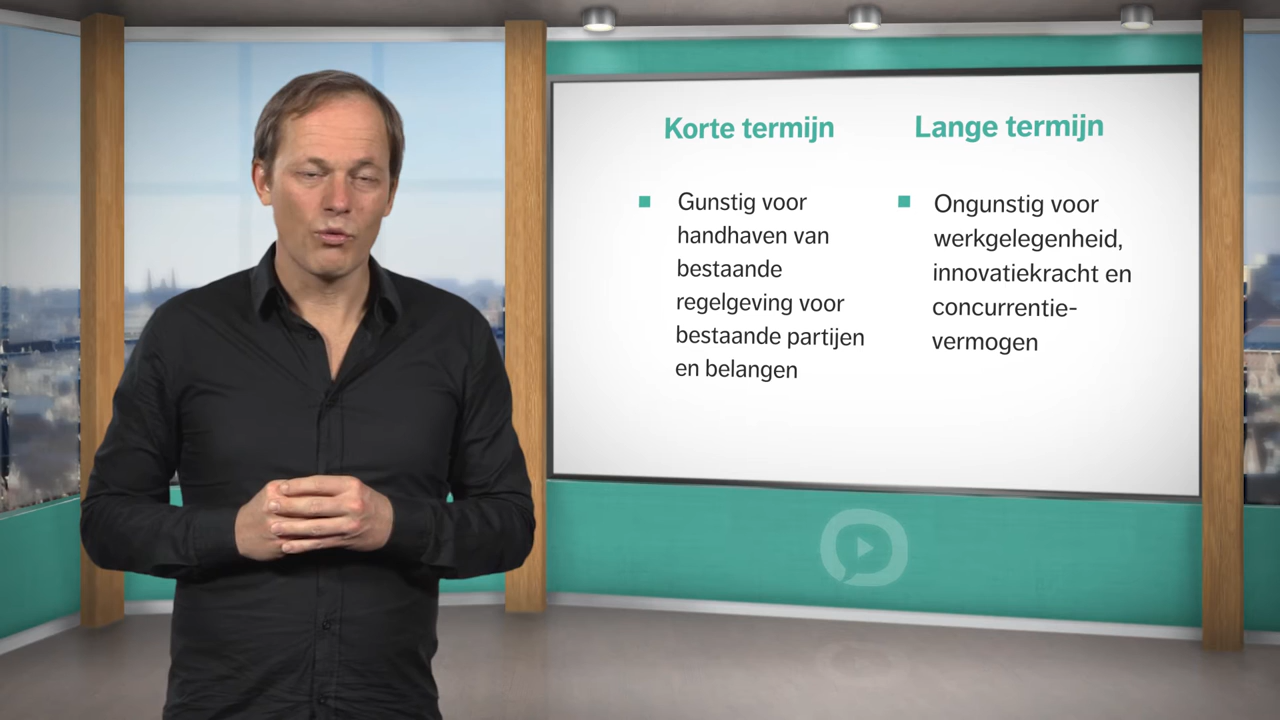 Korte termijn
Gunstig voor
handhaven van
bestaande
regelgeving voor
bestaande partijen
en belangen
Lange termijn
Ongunstig voor
werkgelegenheid,
innovatiekracht en
concurrentie-
vermogen